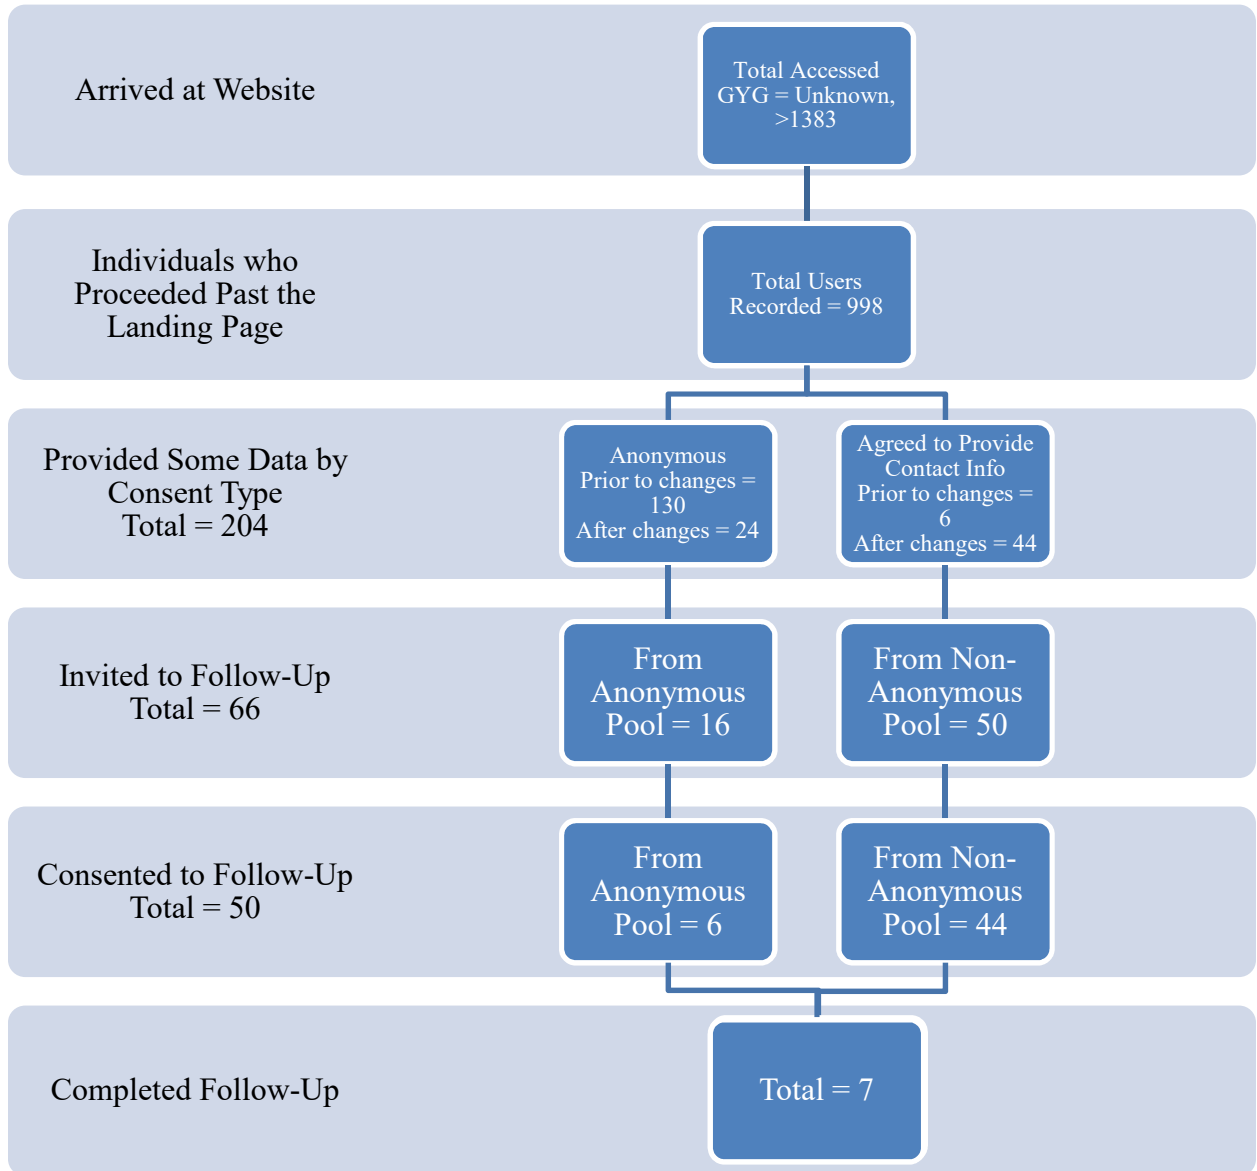 Arrived at Website
Total Accessed
GYG = Unknown,
>1383
Individuals who
Proceeded Past the
Landing Page
Total Users
Recorded = 998
Provided Some Data by
Consent Type
Total = 204
Anonymous
Prior to changes =
130
After changes = 24
Agreed to Provide
Contact Info
Prior to changes =
6
After changes = 44
Invited to Follow-Up
Total = 66
From
Anonymous
Pool = 16
From Non-
Anonymous
Pool = 50
Consented to Follow-Up
Total = 50
From
Anonymous
Pool = 6
From Non-
Anonymous
Pool = 44
Completed Follow-Up
Total = 7